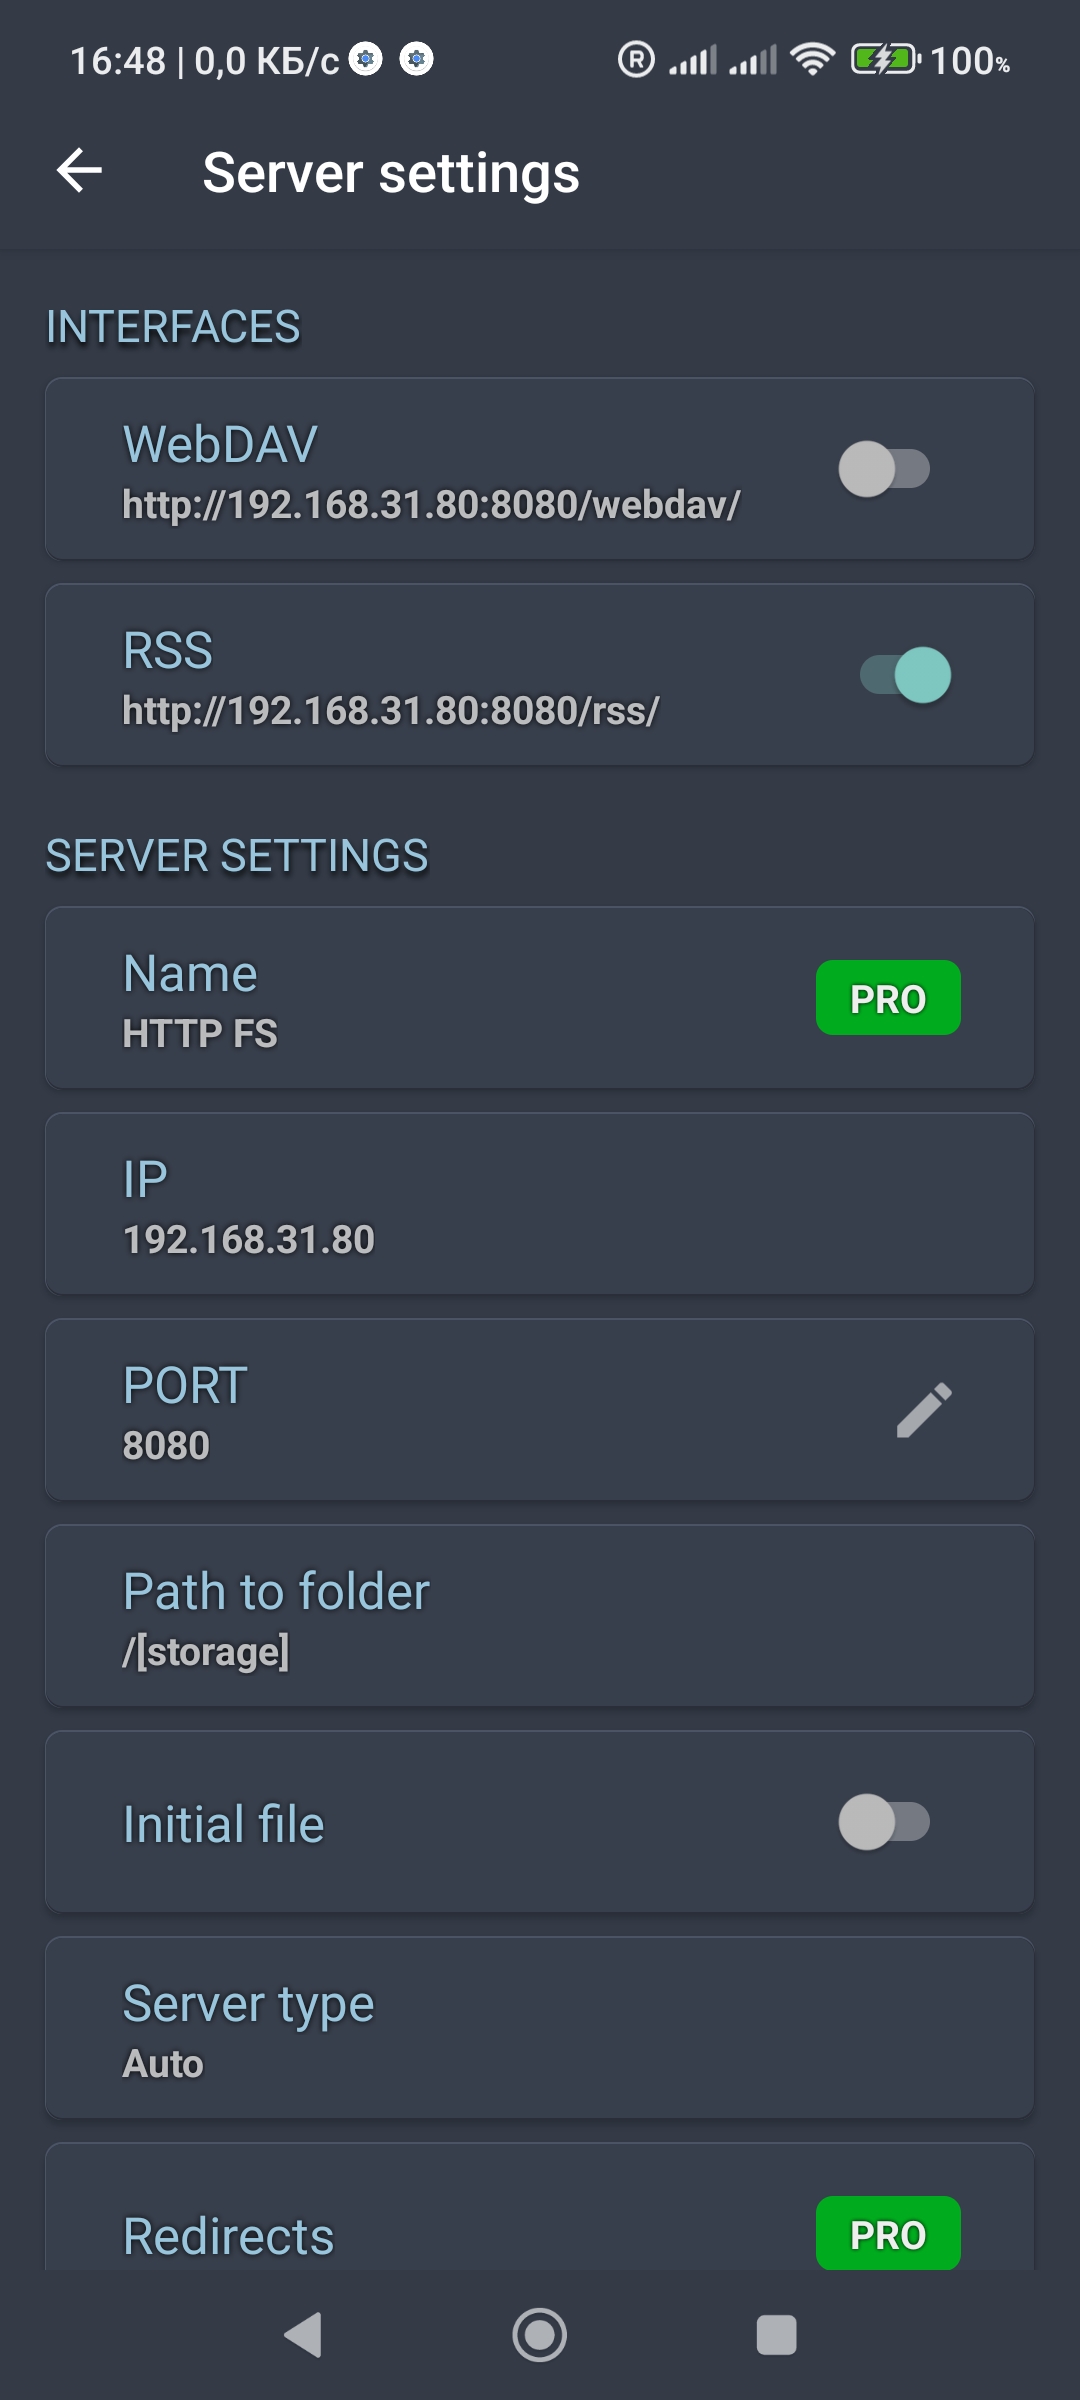 16:48 | 0,0 КБ/с ® 100%
Server settings
INTERFACES
WebDAV
http://192.168.31.80:8080/webdav/
RSS
http://192.168.31.80:8080/rss/
SERVER SETTINGS
Name
HTTP FS
PRO
IP
192.168.31.80
PORT
8080
Path to folder
/[storage]
Initial file
Server type
Auto
Redirects
PRO